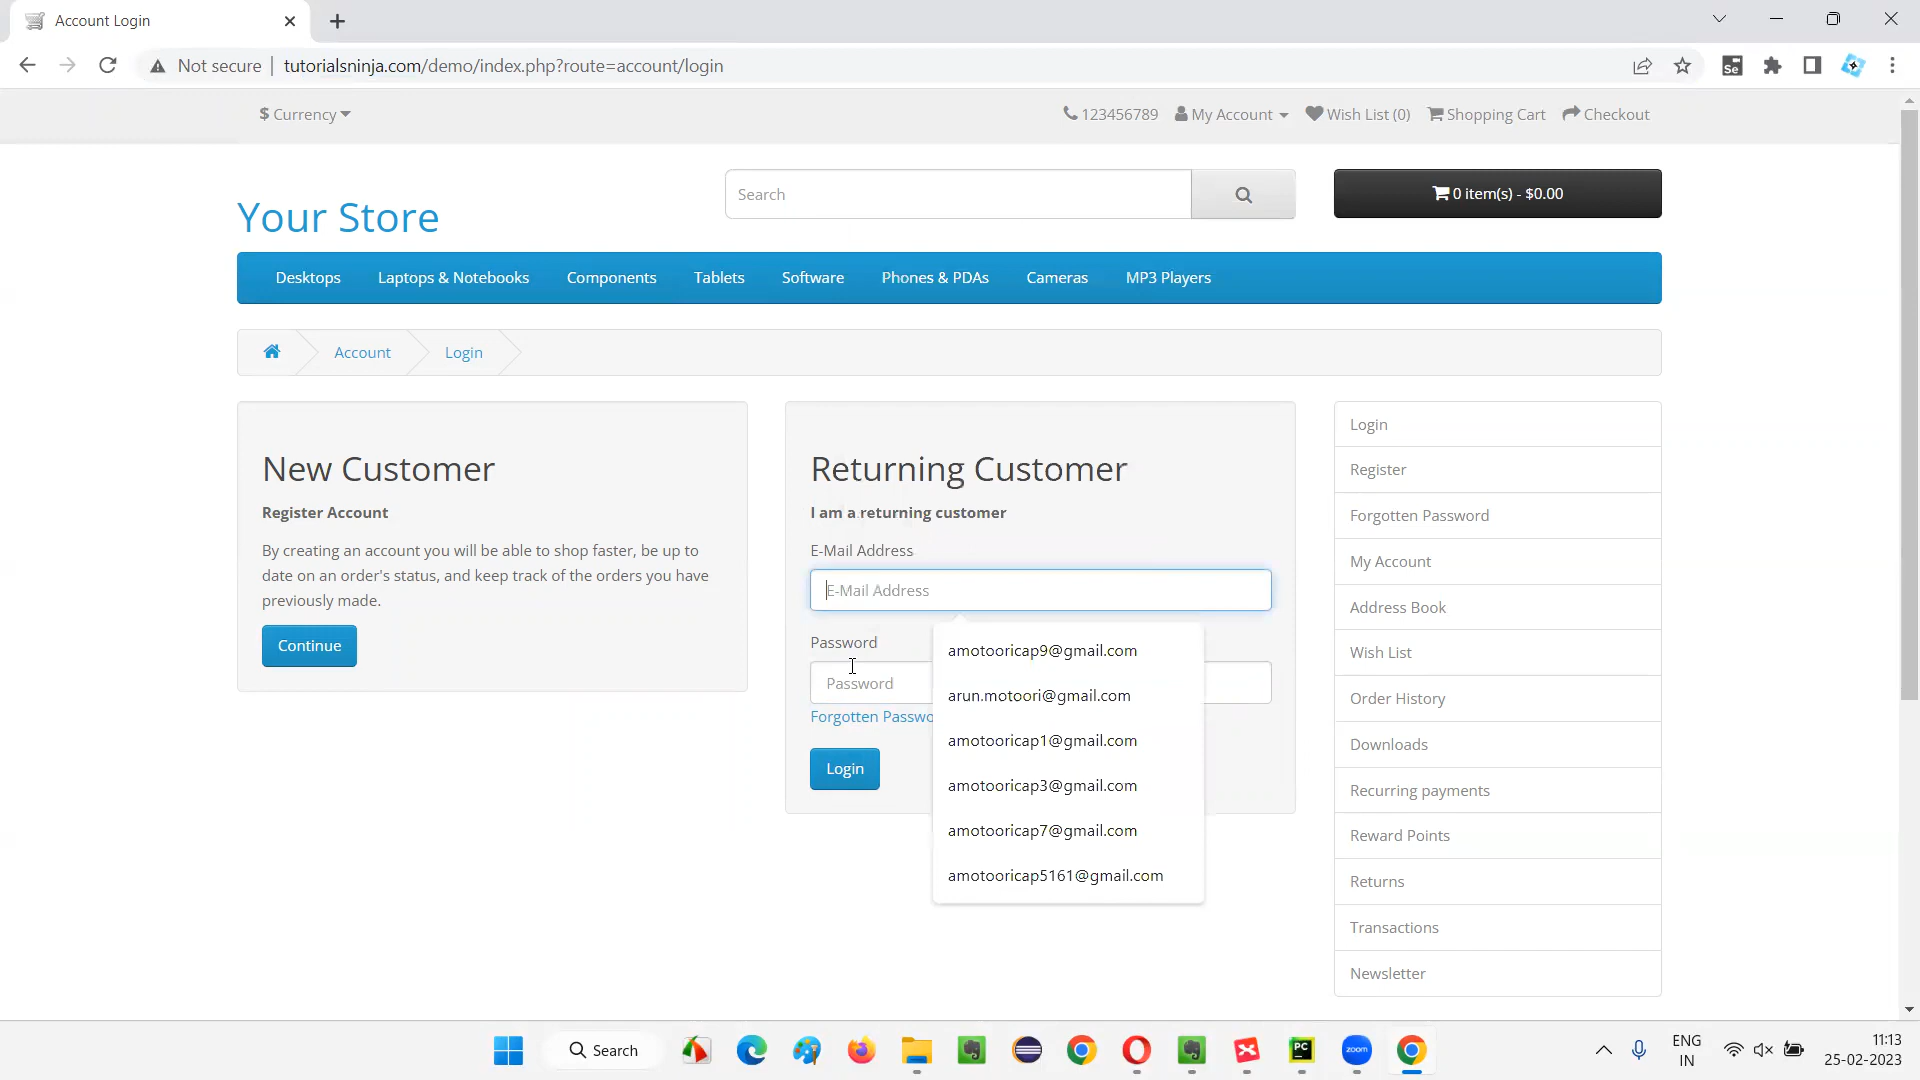 Account Login
Not secure
tutorialsninja.com/demo/index.php?route=account/login
Se
$ Currency
123456789
My Account
Wish List (0)
Shopping Cart
Checkout
Your Store
Search
0 item(s) - $0.00
Desktops
Laptops & Notebooks
Components
Tablets
Software
Phones & PDAs
Cameras
MP3 Players
Account
Login
New Customer
Register Account
By creating an account you will be able to shop faster, be up to
date on an order's status, and keep track of the orders you have
previously made.
Continue
Returning Customer
I am a returning customer
E-Mail Address
E-Mail Address
Password
Password
Forgotten Passwo
Login
amotooricap9@gmail.com
arun.motoori@gmail.com
amotooricap1@gmail.com
amotooricap3@gmail.com
amotooricap7@gmail.com
amotooricap5161@gmail.com
Login
Register
Forgotten Password
My Account
Address Book
Wish List
Order History
Downloads
Recurring payments
Reward Points
Returns
Transactions
Newsletter
Search
PC
zoom
ENG
IN
11:13
25-02-2023